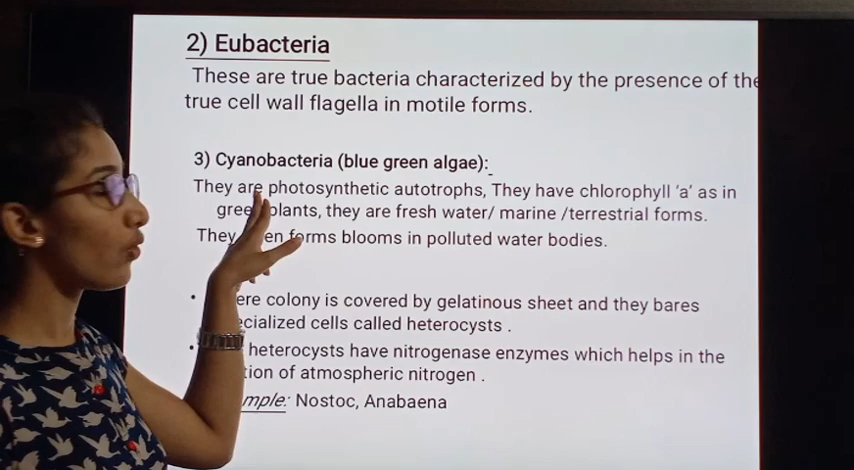 2) Eubacteria
These are true bacteria characterized by the presence of the
true cell wall flagella in motile forms.
3) Cyanobacteria (blue green algae):
They are photosynthetic autotrophs, They have chlorophyll 'a' as in
plants, they are fresh water/ marine /terrestrial forms.
They forms blooms in polluted water bodies.
colony is covered by gelatinous sheet and they bares
cells called heterocysts .
heterocysts have nitrogenase enzymes which helps in the
of atmospheric nitrogen .
Nostoc, Anabaena